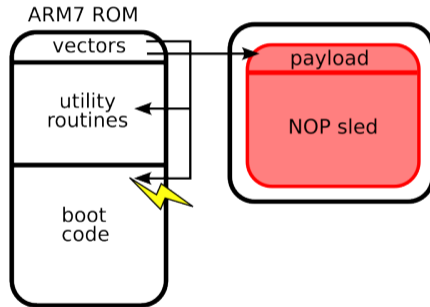 ARM7 ROM
vectors
utility
routines
boot
code
payload
NOP sled